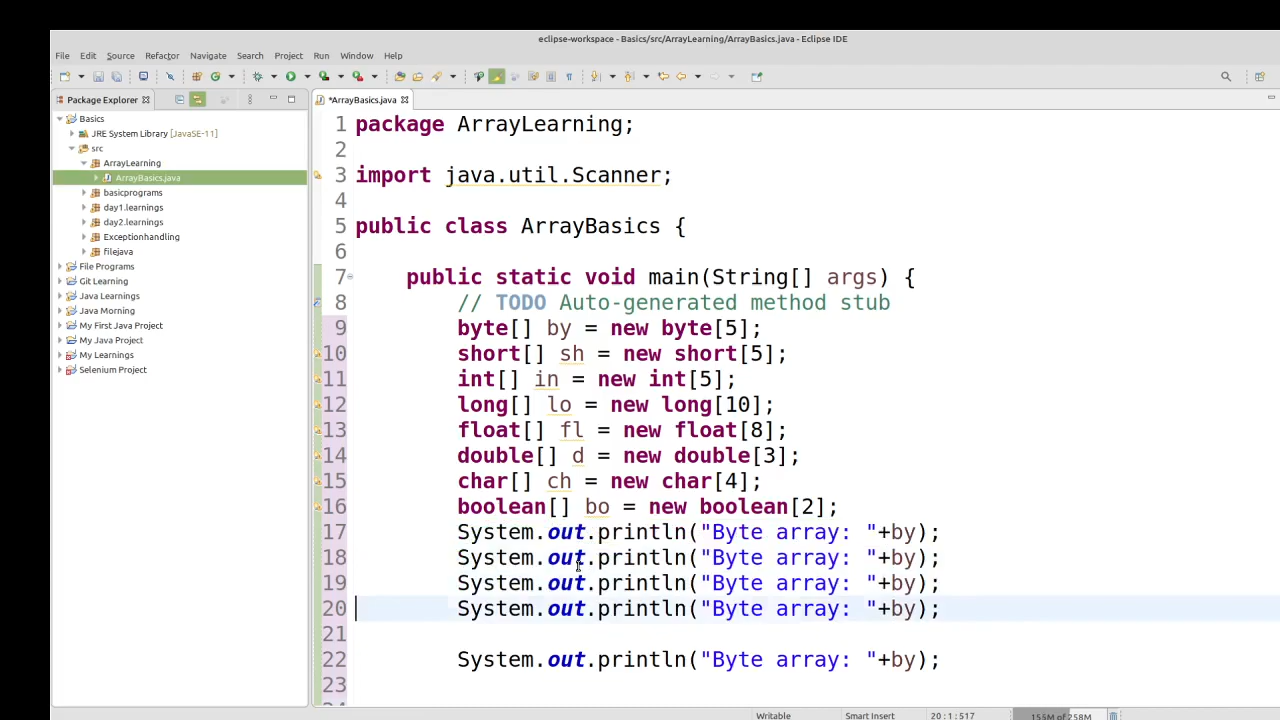 eclipse-workspace - Basics/src/ArrayLearning/ArrayBasics.java - Eclipse IDE
File Edit Source Refactor Navigate Search Project Run Window Help
Package Explorer
*ArrayBasics.java
Basics
JRE System Library [JavaSE-11]
src
ArrayLearning
ArrayBasics.java
basicprograms
day1.learnings
day2.learnings
Exceptionhandling
filejava
File Programs
Git Learning
Java Learnings
Java Morning
My First Java Project
My Java Project
My Learnings
Selenium Project
1 package ArrayLearning;
2
3 import java.util.Scanner;
4
5 public class ArrayBasics {
6
7 public static void main(String[] args) {
8 // TODO Auto-generated method stub
9 byte[] by = new byte[5];
10 short[] sh = new short[5];
11 int[] in = new int[5];
12 long[] lo = new long[10];
13 float[] fl = new float[8];
14 double[] d = new double[3];
15 char[] ch = new char[4];
16 boolean[] bo = new boolean[2];
17 System.out.println("Byte array: "+by);
18 System.out.println("Byte array: "+by);
19 System.out.println("Byte array: "+by);
20 System.out.println("Byte array: "+by);
21
22 System.out.println("Byte array: "+by);
23
Writable Smart Insert 20 : 1 : 517 155M of 258M